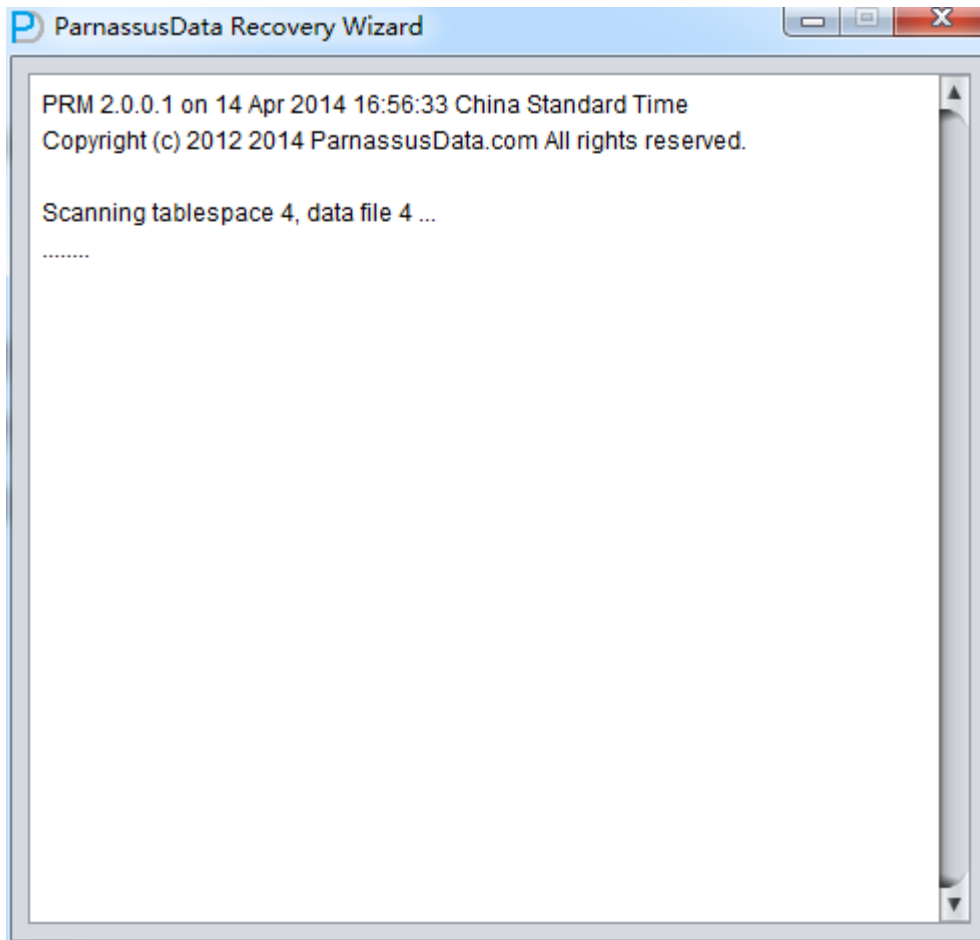 ParnassusData Recovery Wizard
PRM 2.0.0.1 on 14 Apr 2014 16:56:33 China Standard Time
Copyright (c) 2012 2014 ParnassusData.com All rights reserved.
Scanning tablespace 4, data file 4 ...
........